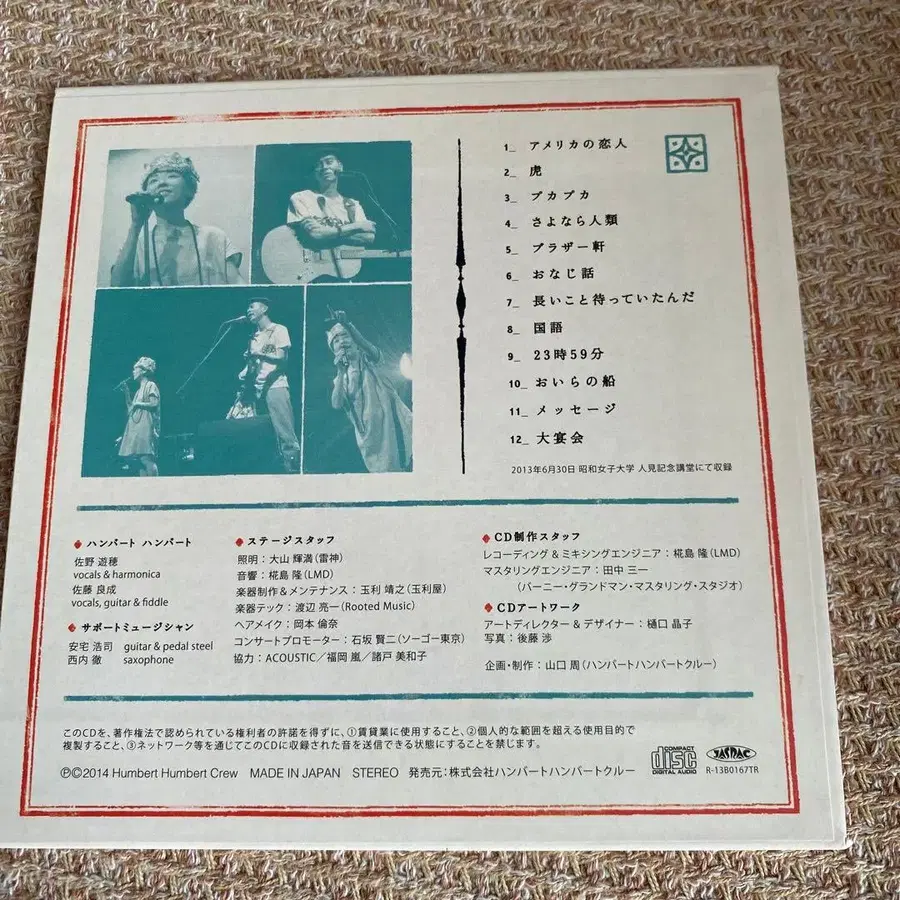 1_ アメリカの恋人
2_ 虎
3_ プカプカ
4_ さよなら人類
5_ ブラザー軒
6_ おなじ話
7_ 長いこと待っていたんだ
8_ 国語
9_ 23時59分
10_ おいらの船
11_ メッセージ
12_ 大宴会
2013年6月30日 昭和女子大学 人見記念講堂にて収録
ハンバート ハンバート
佐野 遊穂
vocals & harmonica
佐藤 良成
vocals, guitar & fiddle
サポートミュージシャン
安宅 浩司 guitar & pedal steel
西内 徹 saxophone
ステージスタッフ
照明:大山 輝満(雷神)
音響:椛島 隆(LMD)
楽器制作&メンテナンス:玉利 靖之(玉利屋)
楽器テック:渡辺 亮一(Rooted Music)
ヘアメイク:岡本 倫奈
コンサートプロモーター:石坂 賢二(ソーゴー東京)
協力:ACOUSTIC/福岡 嵐/諸戸 美和子
CD制作スタッフ
レコーディング&ミキシングエンジニア:椛島 隆(LMD)
マスタリングエンジニア:田中 三一
(バーニー・グランドマン・マスタリング・スタジオ)
CDアートワーク
アートディレクター&デザイナー:樋口 晶子
写真:後藤 渉
企画・制作:山口 周(ハンバートハンバートクルー)
このCDを、著作権法で認められている権利者の許諾を得ずに、①賃貸業に使用すること、②個人的な範囲を超える使用目的で
複製すること、③ネットワーク等を通じてこのCDに収録された音を送信できる状態にすることを禁じます。
ⓅⒸ2014 Humbert Humbert Crew MADE IN JAPAN STEREO 発売元:株式会社ハンバートハンバートクルー
COMPACT
disc
DIGITAL AUDIO
JASRAC
R-13B0167TR